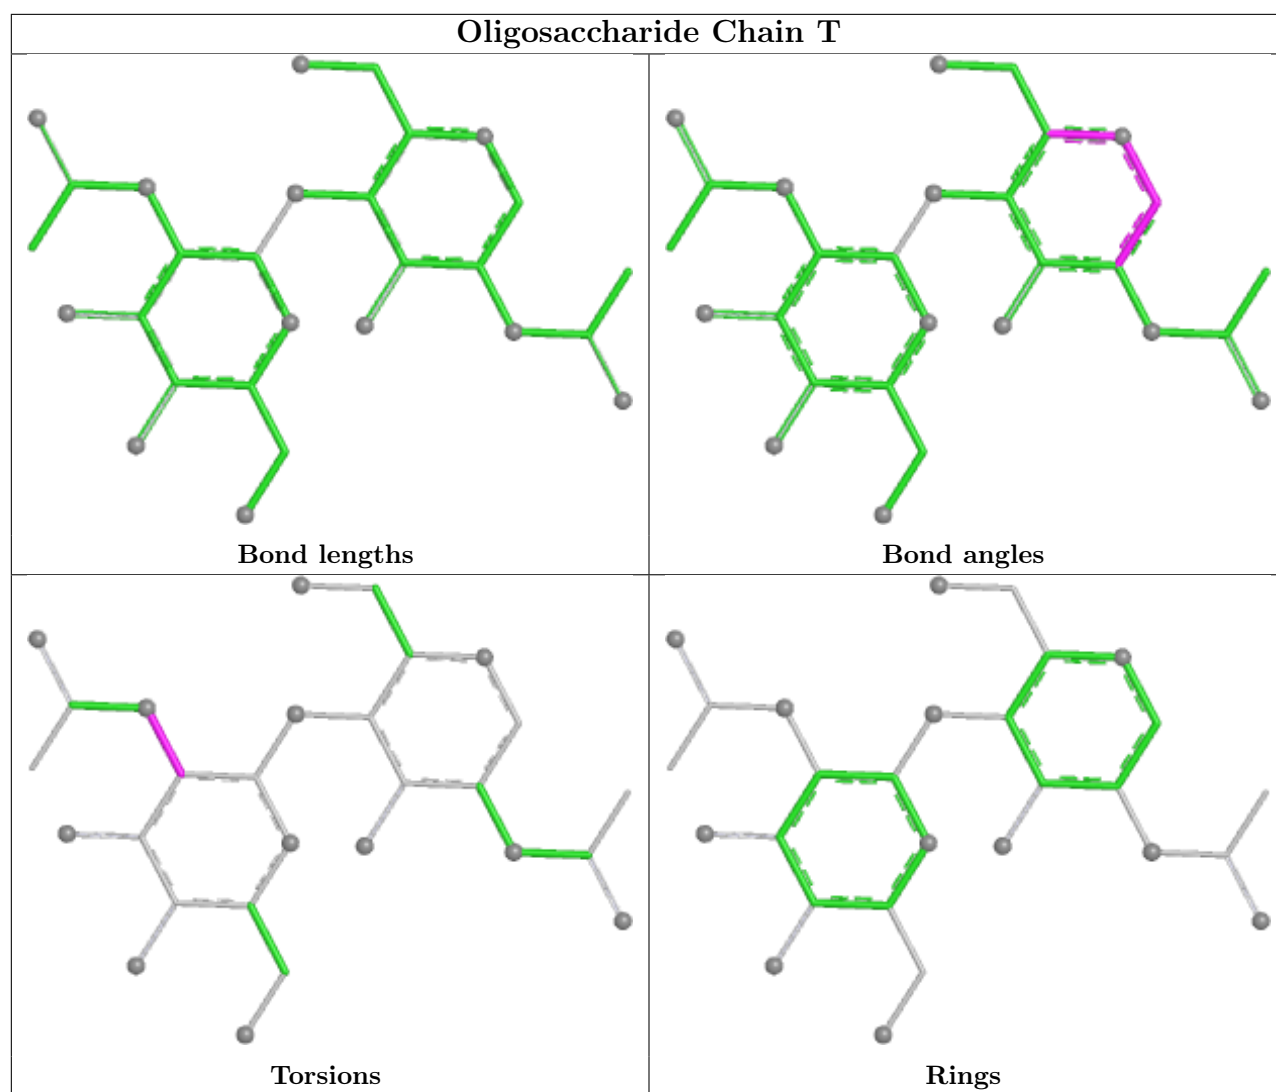 Oligosaccharide Chain T
Bond lengths
Bond angles
Torsions
Rings